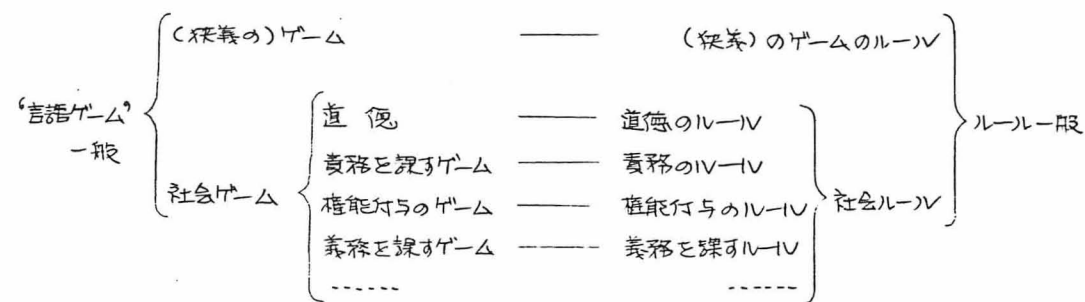 (狭義の)ゲーム ―― (狭義)のゲームのルール
"言語ゲーム"
一般
社会ゲーム
道徳 ―― 道徳のルール
責務を課すゲーム ―― 責務のルール
権能付与のゲーム ―― 権能付与のルール
義務を課すゲーム ―― 義務を課すルール
------ ------
社会ルール
ルール一般